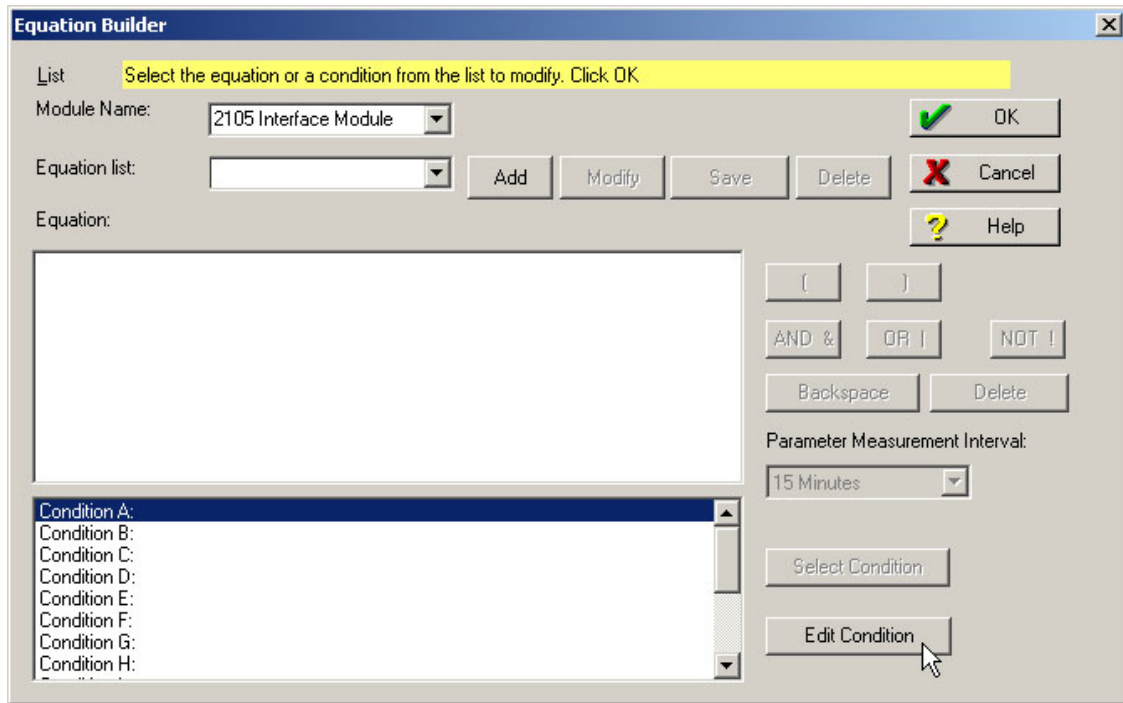 Equation Builder
List
Select the equation or a condition from the list to modify. Click OK
Module Name:
2105 Interface Module
OK
Equation list:
Add
Modify
Save
Delete
Cancel
Equation:
Help
(
)
AND &
OR |
NOT !
Backspace
Delete
Parameter Measurement Interval:
15 Minutes
Condition A:
Condition B:
Condition C:
Condition D:
Condition E:
Condition F:
Condition G:
Condition H:
Select Condition
Edit Condition